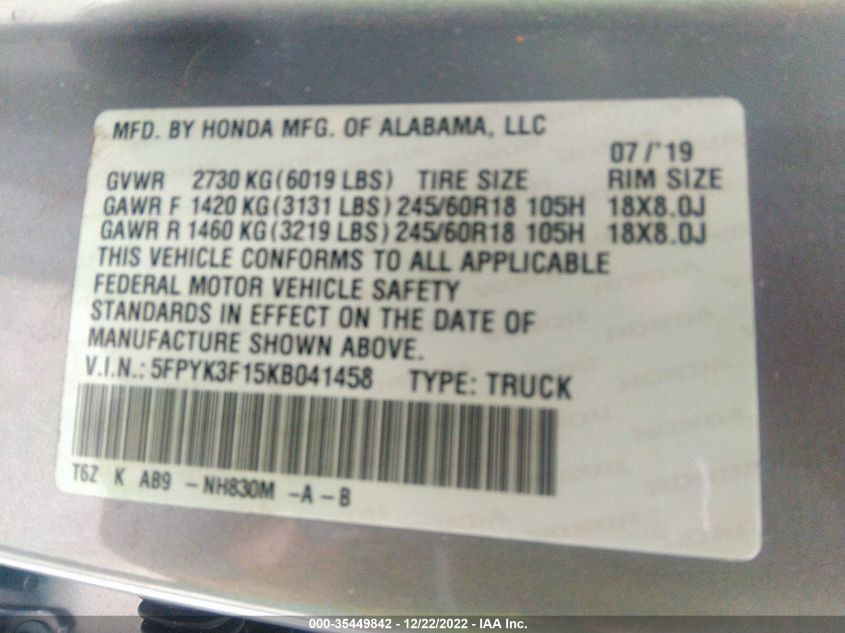 MFD. BY HONDA MFG. OF ALABAMA, LLC
07/'19
GVWR 2730 KG (6019 LBS) TIRE SIZE RIM SIZE
GAWR F 1420 KG (3131 LBS) 245/60R18 105H 18X8.0J
GAWR R 1460 KG (3219 LBS) 245/60R18 105H 18X8.0J
THIS VEHICLE CONFORMS TO ALL APPLICABLE
FEDERAL MOTOR VEHICLE SAFETY
STANDARDS IN EFFECT ON THE DATE OF
MANUFACTURE SHOWN ABOVE.
V.I.N.: 5FPYK3F15KB041458 TYPE: TRUCK
T6Z K AB9 -NH830M -A -B
000-35449842 - 12/22/2022 - IAA Inc.